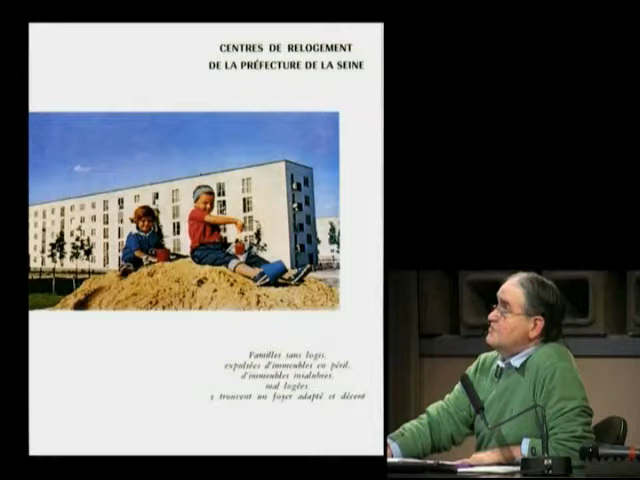 CENTRES DE RELOGEMENT
DE LA PRÉFECTURE DE LA SEINE
Familles sans logis,
expulsées d'immeubles en péril,
d'immeubles insalubres,
mal logées,
y trouvent un foyer adapté et décent